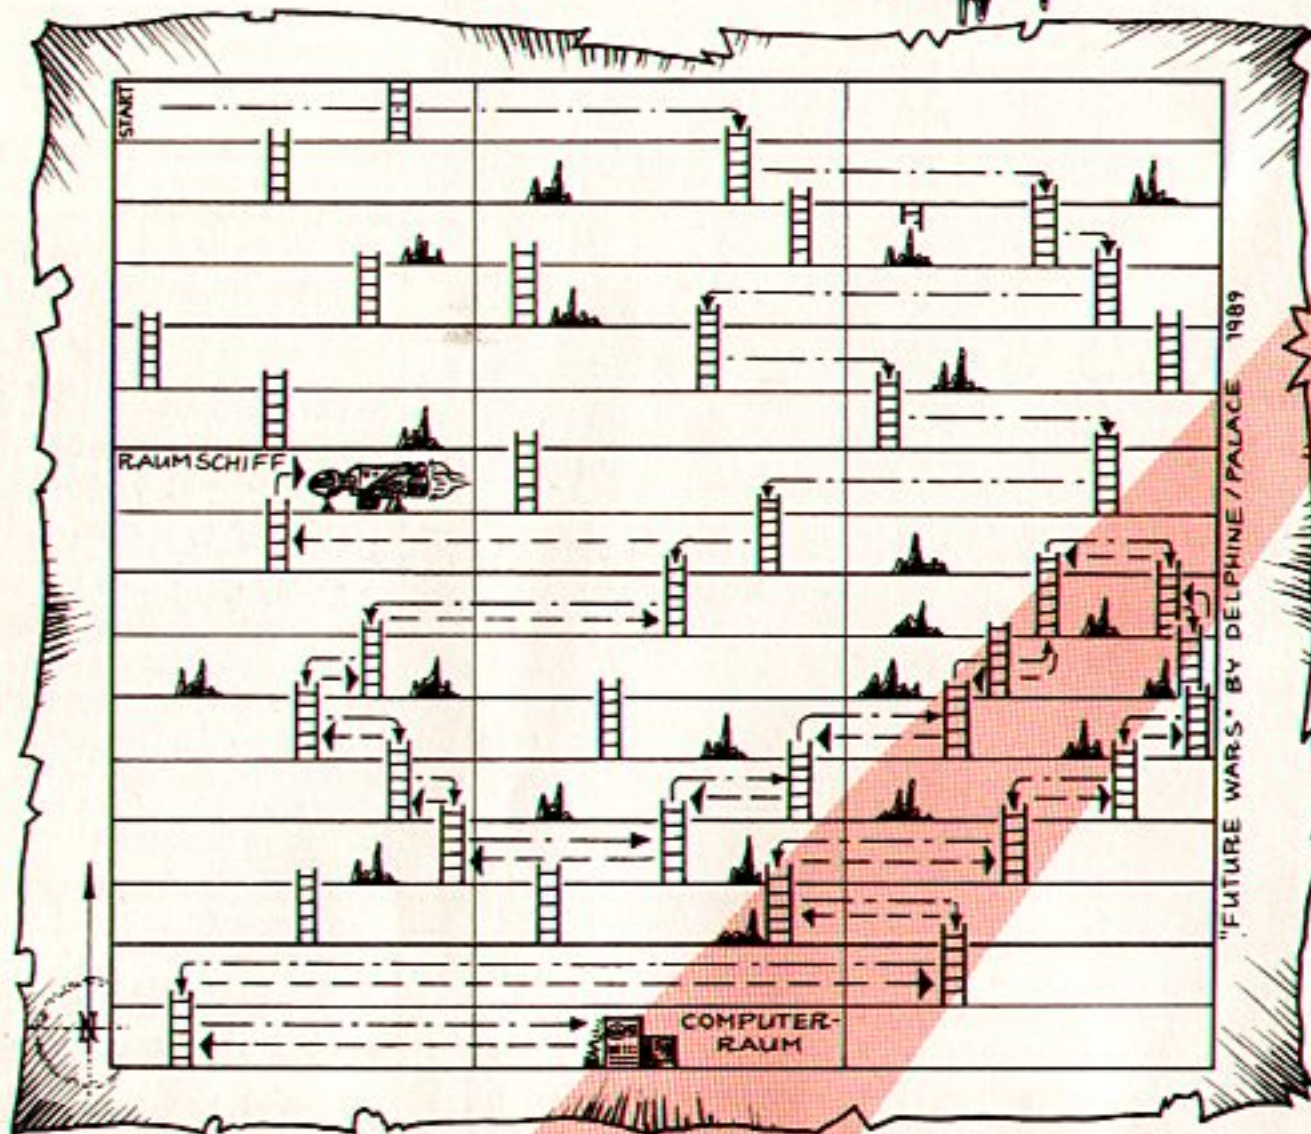 START
RAUMSCHIFF
COMPUTER-
RAUM
"FUTURE WARS" BY DELPHINE/PALACE 1989